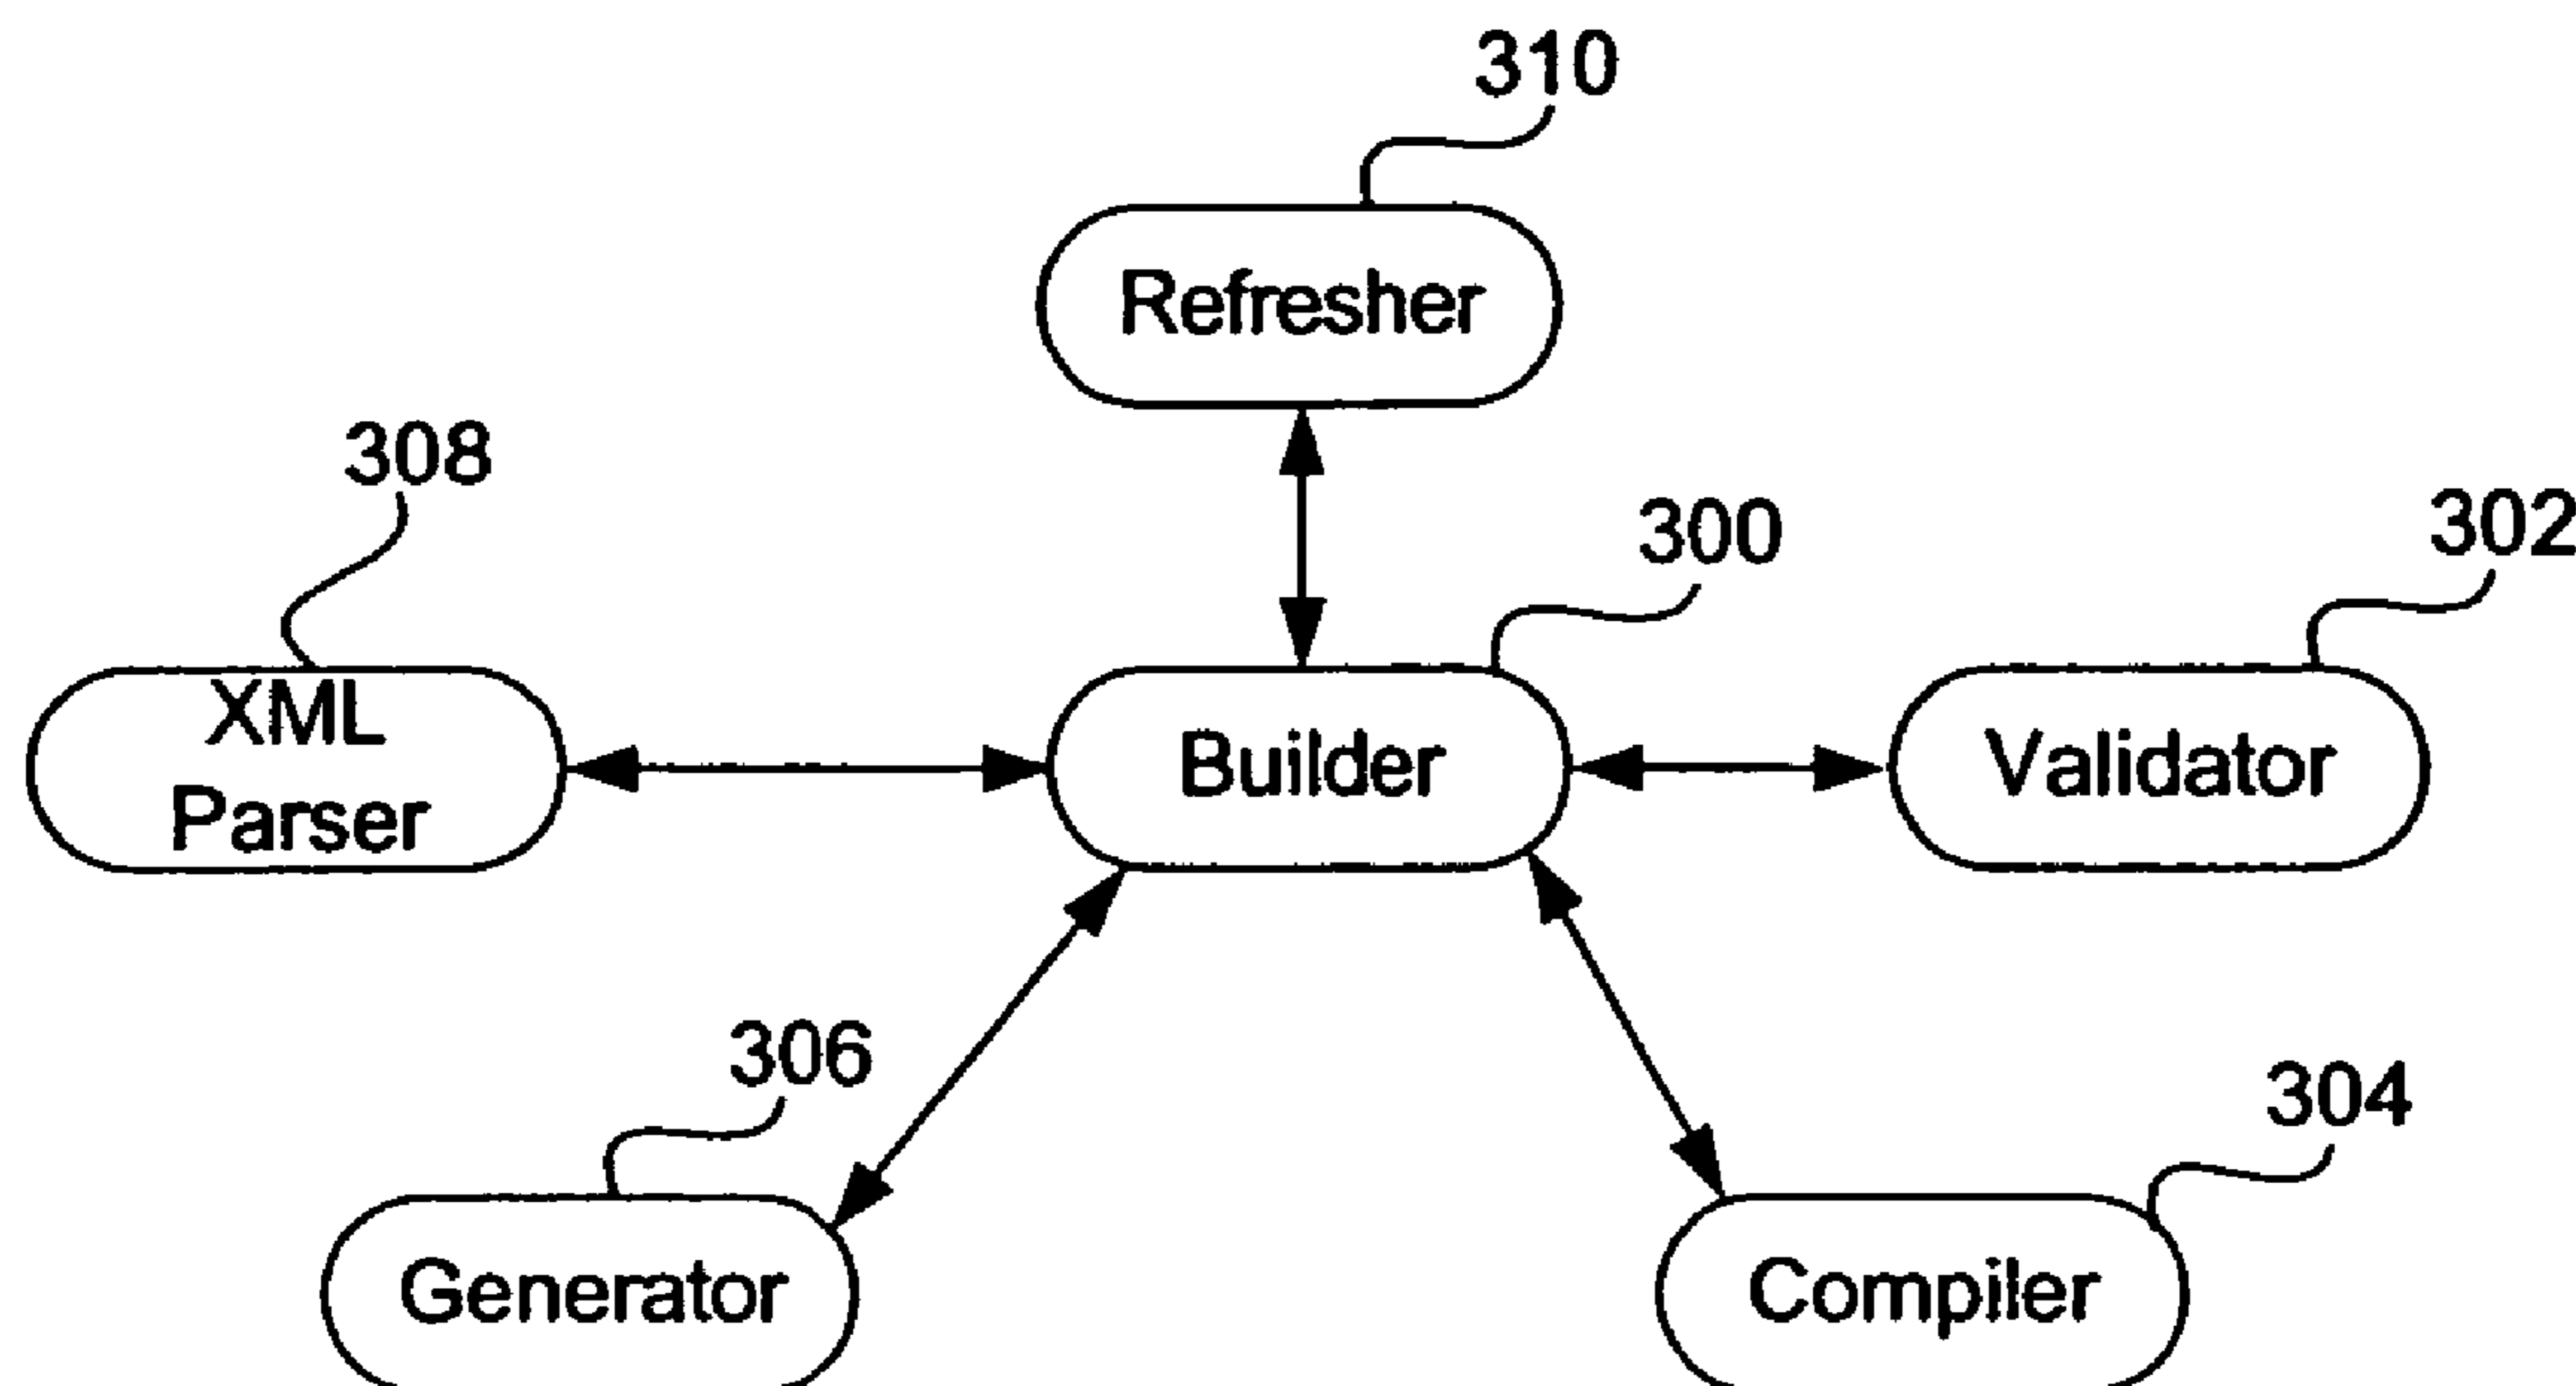 310
Refresher
308
300
302
XML
Parser
Builder
Validator
306
304
Generator
Compiler